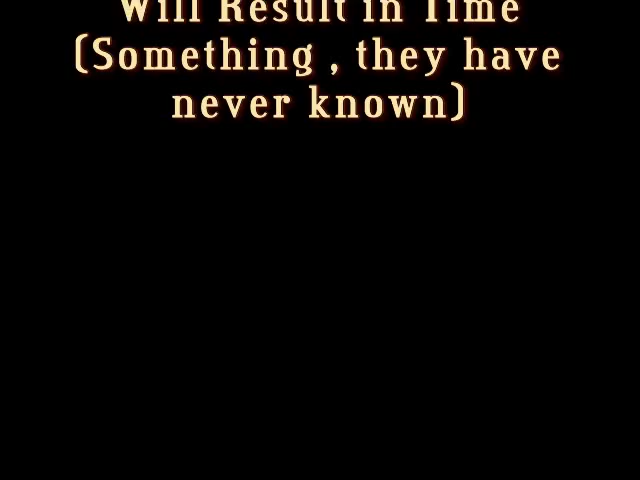 Will Result in Time
(Something , they have
never known)